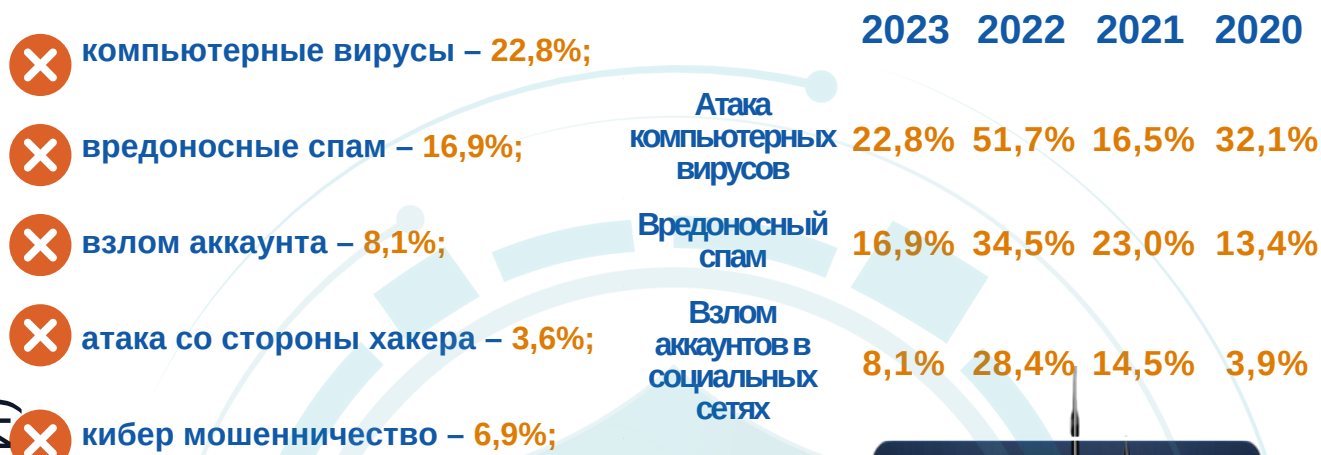 компьютерные вирусы – 22,8%;
вредоносные спам – 16,9%;
взлом аккаунта – 8,1%;
атака со стороны хакера – 3,6%;
кибер мошенничество – 6,9%;
2023 2022 2021 2020
Атака
компьютерных
вирусов
22,8% 51,7% 16,5% 32,1%
Вредоносный
спам
16,9% 34,5% 23,0% 13,4%
Взлом
аккаунтов в
социальных
сетях
8,1% 28,4% 14,5% 3,9%